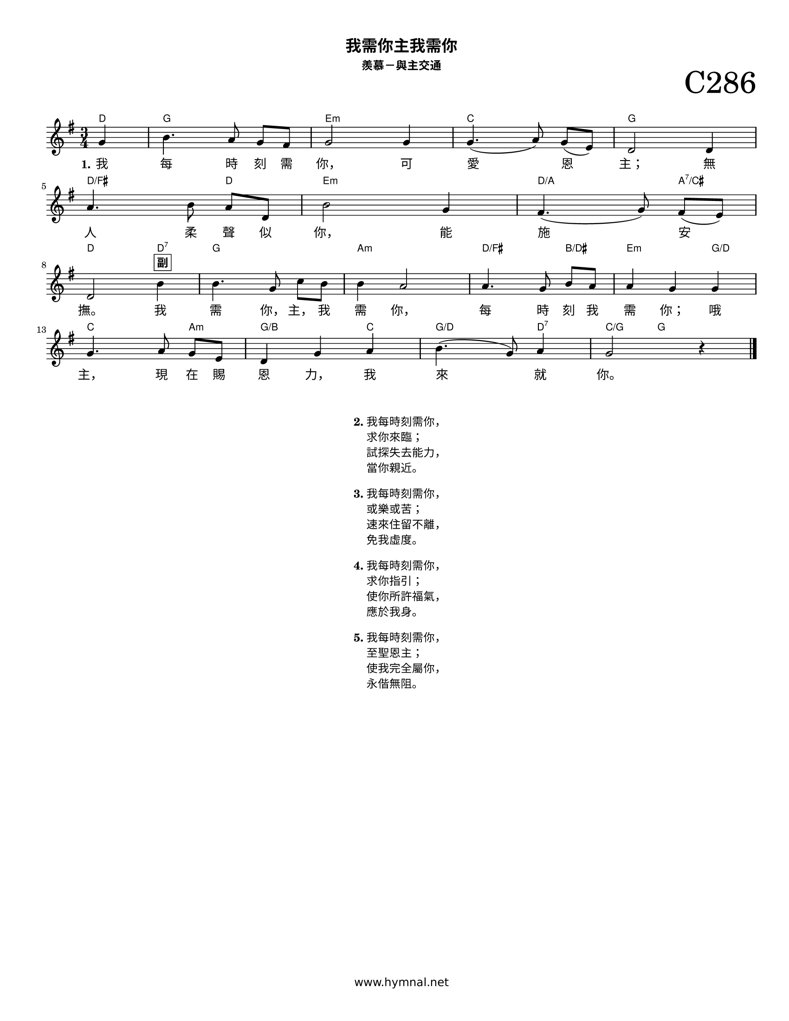 我需你主我需你
羨慕－與主交通
C286
D G Em C G
1. 我 每 時 刻 需 你， 可 愛 恩 主； 無
5
D/F♯ D Em D/A A7/C♯
人 柔 聲 似 你， 能 施 安
8
D D7 G Am D/F♯ B/D♯ Em G/D
副
撫。 我 需 你，主，我 需 你， 每 時 刻 我 需 你； 哦
13
C Am G/B C G/D D7 C/G G
主， 現 在 賜 恩 力， 我 來 就 你。
2. 我每時刻需你，
求你來臨；
試探失去能力，
當你親近。
3. 我每時刻需你，
或樂或苦；
速來住留不離，
免我虛度。
4. 我每時刻需你，
求你指引；
使你所許福氣，
應於我身。
5. 我每時刻需你，
至聖恩主；
使我完全屬你，
永偕無阻。
www.hymnal.net